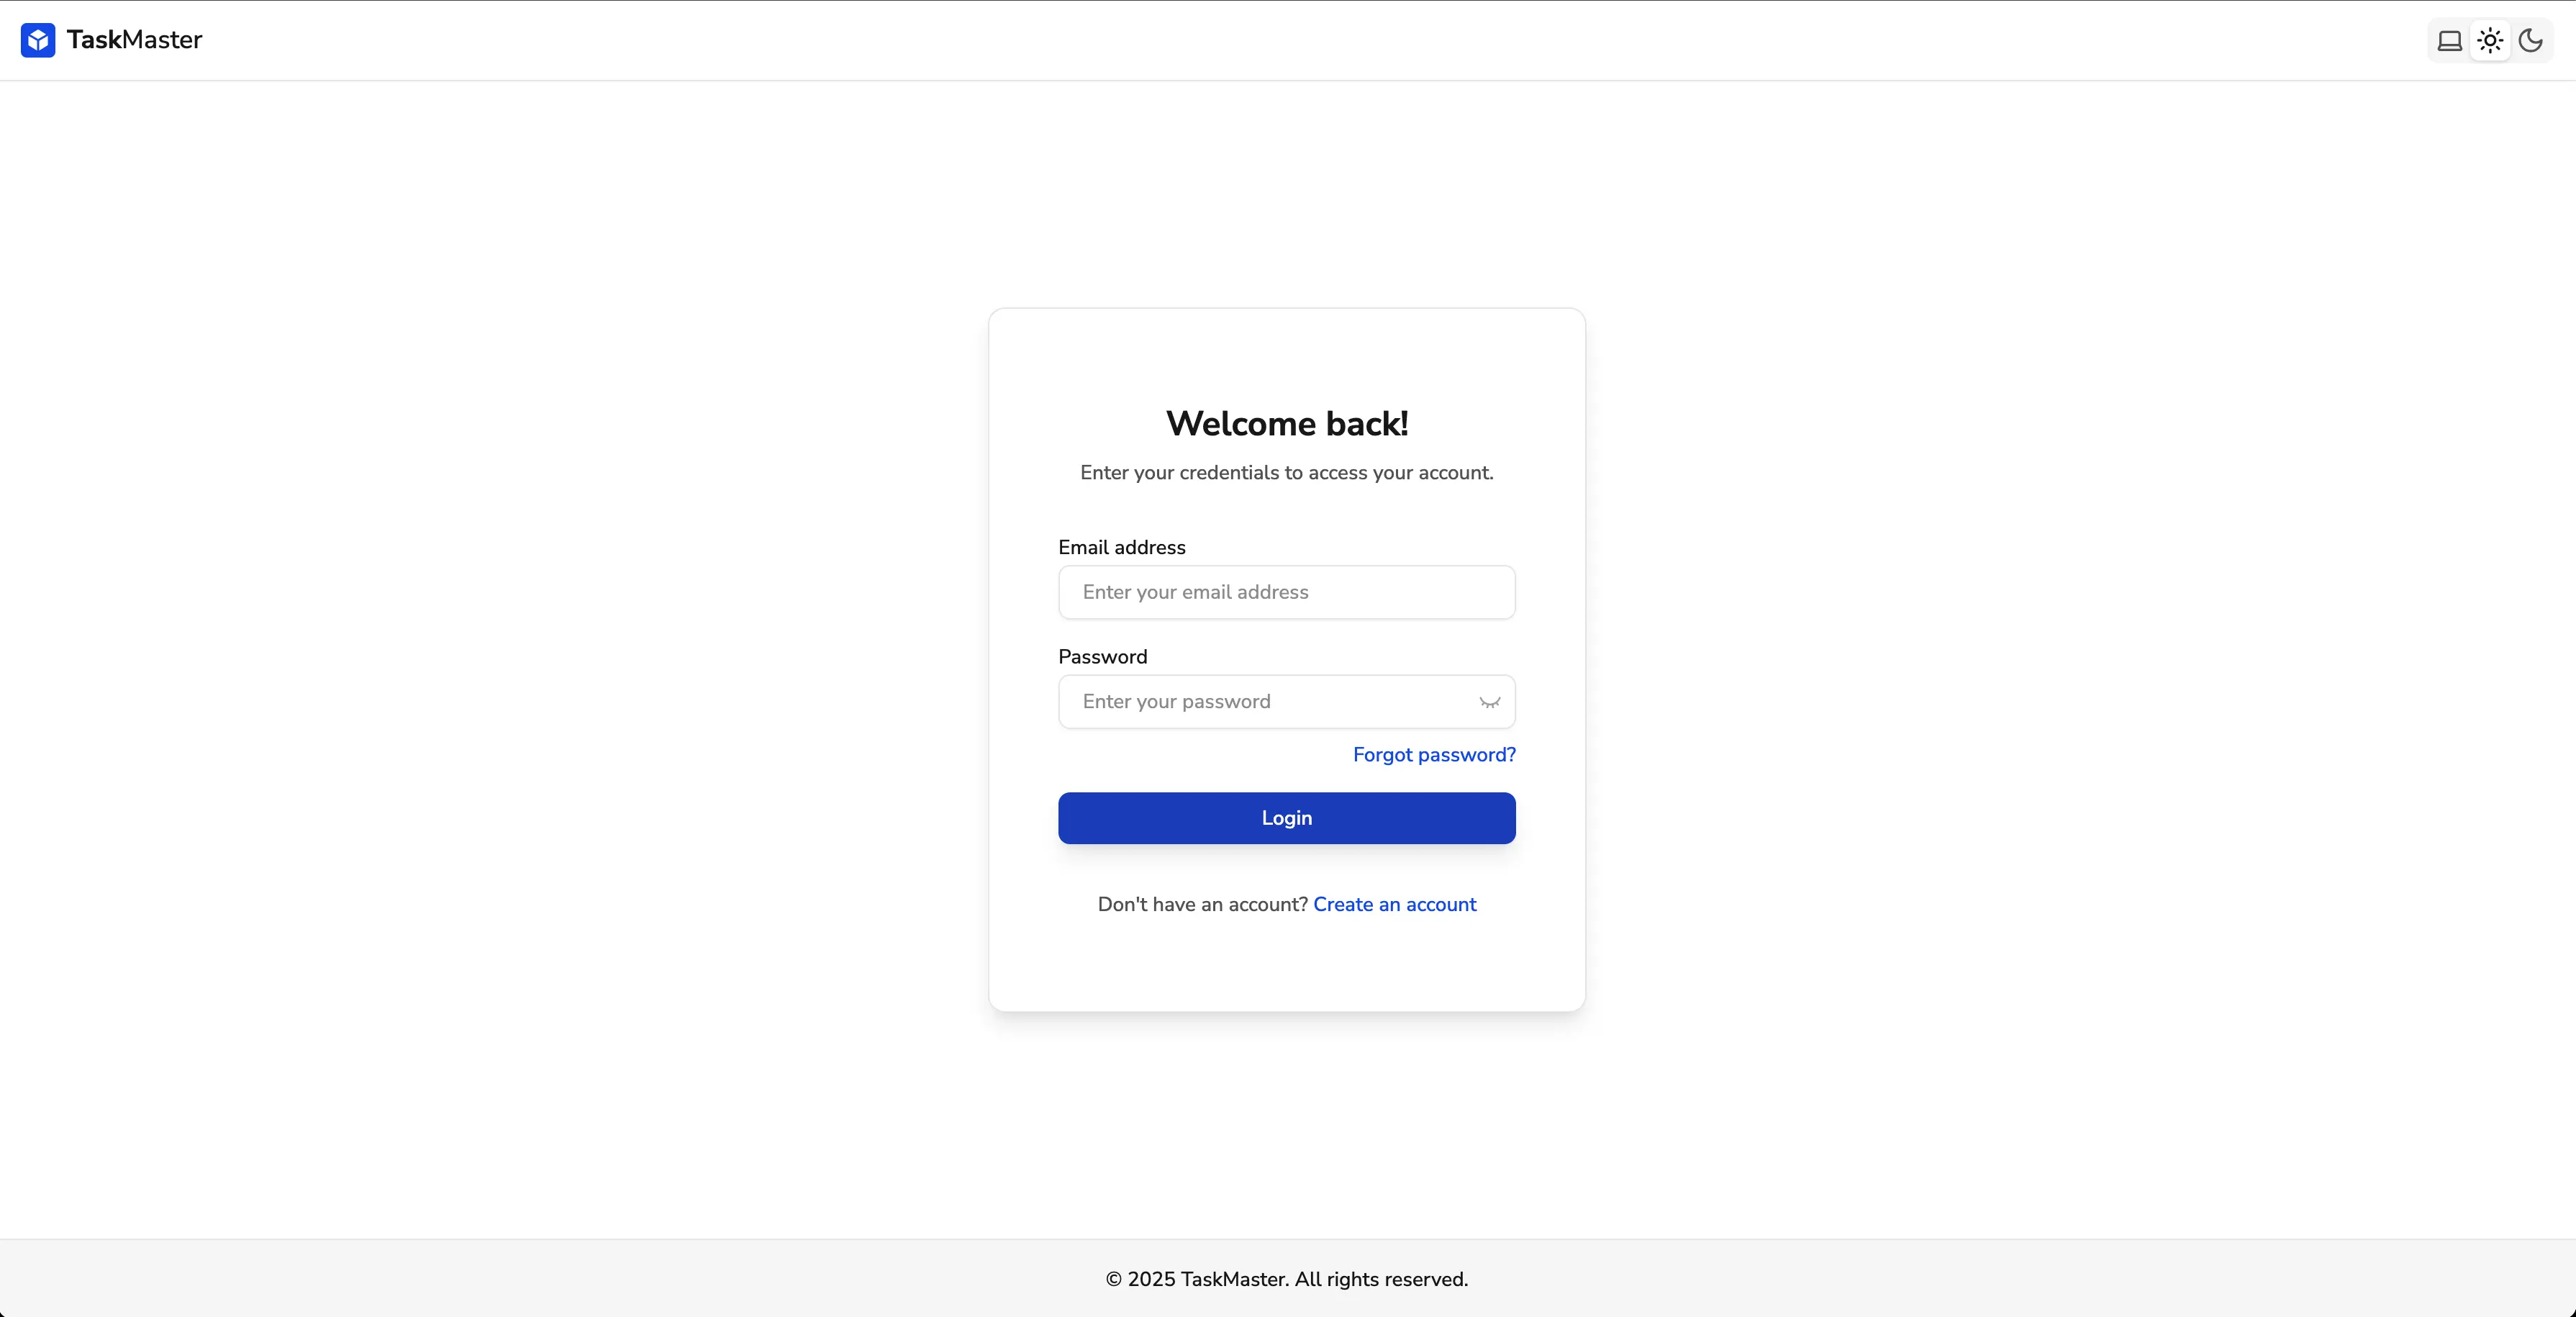 TaskMaster
Welcome back!
Enter your credentials to access your account.
Email address
Enter your email address
Password
Enter your password
Forgot password?
Login
Don't have an account? Create an account
© 2025 TaskMaster. All rights reserved.